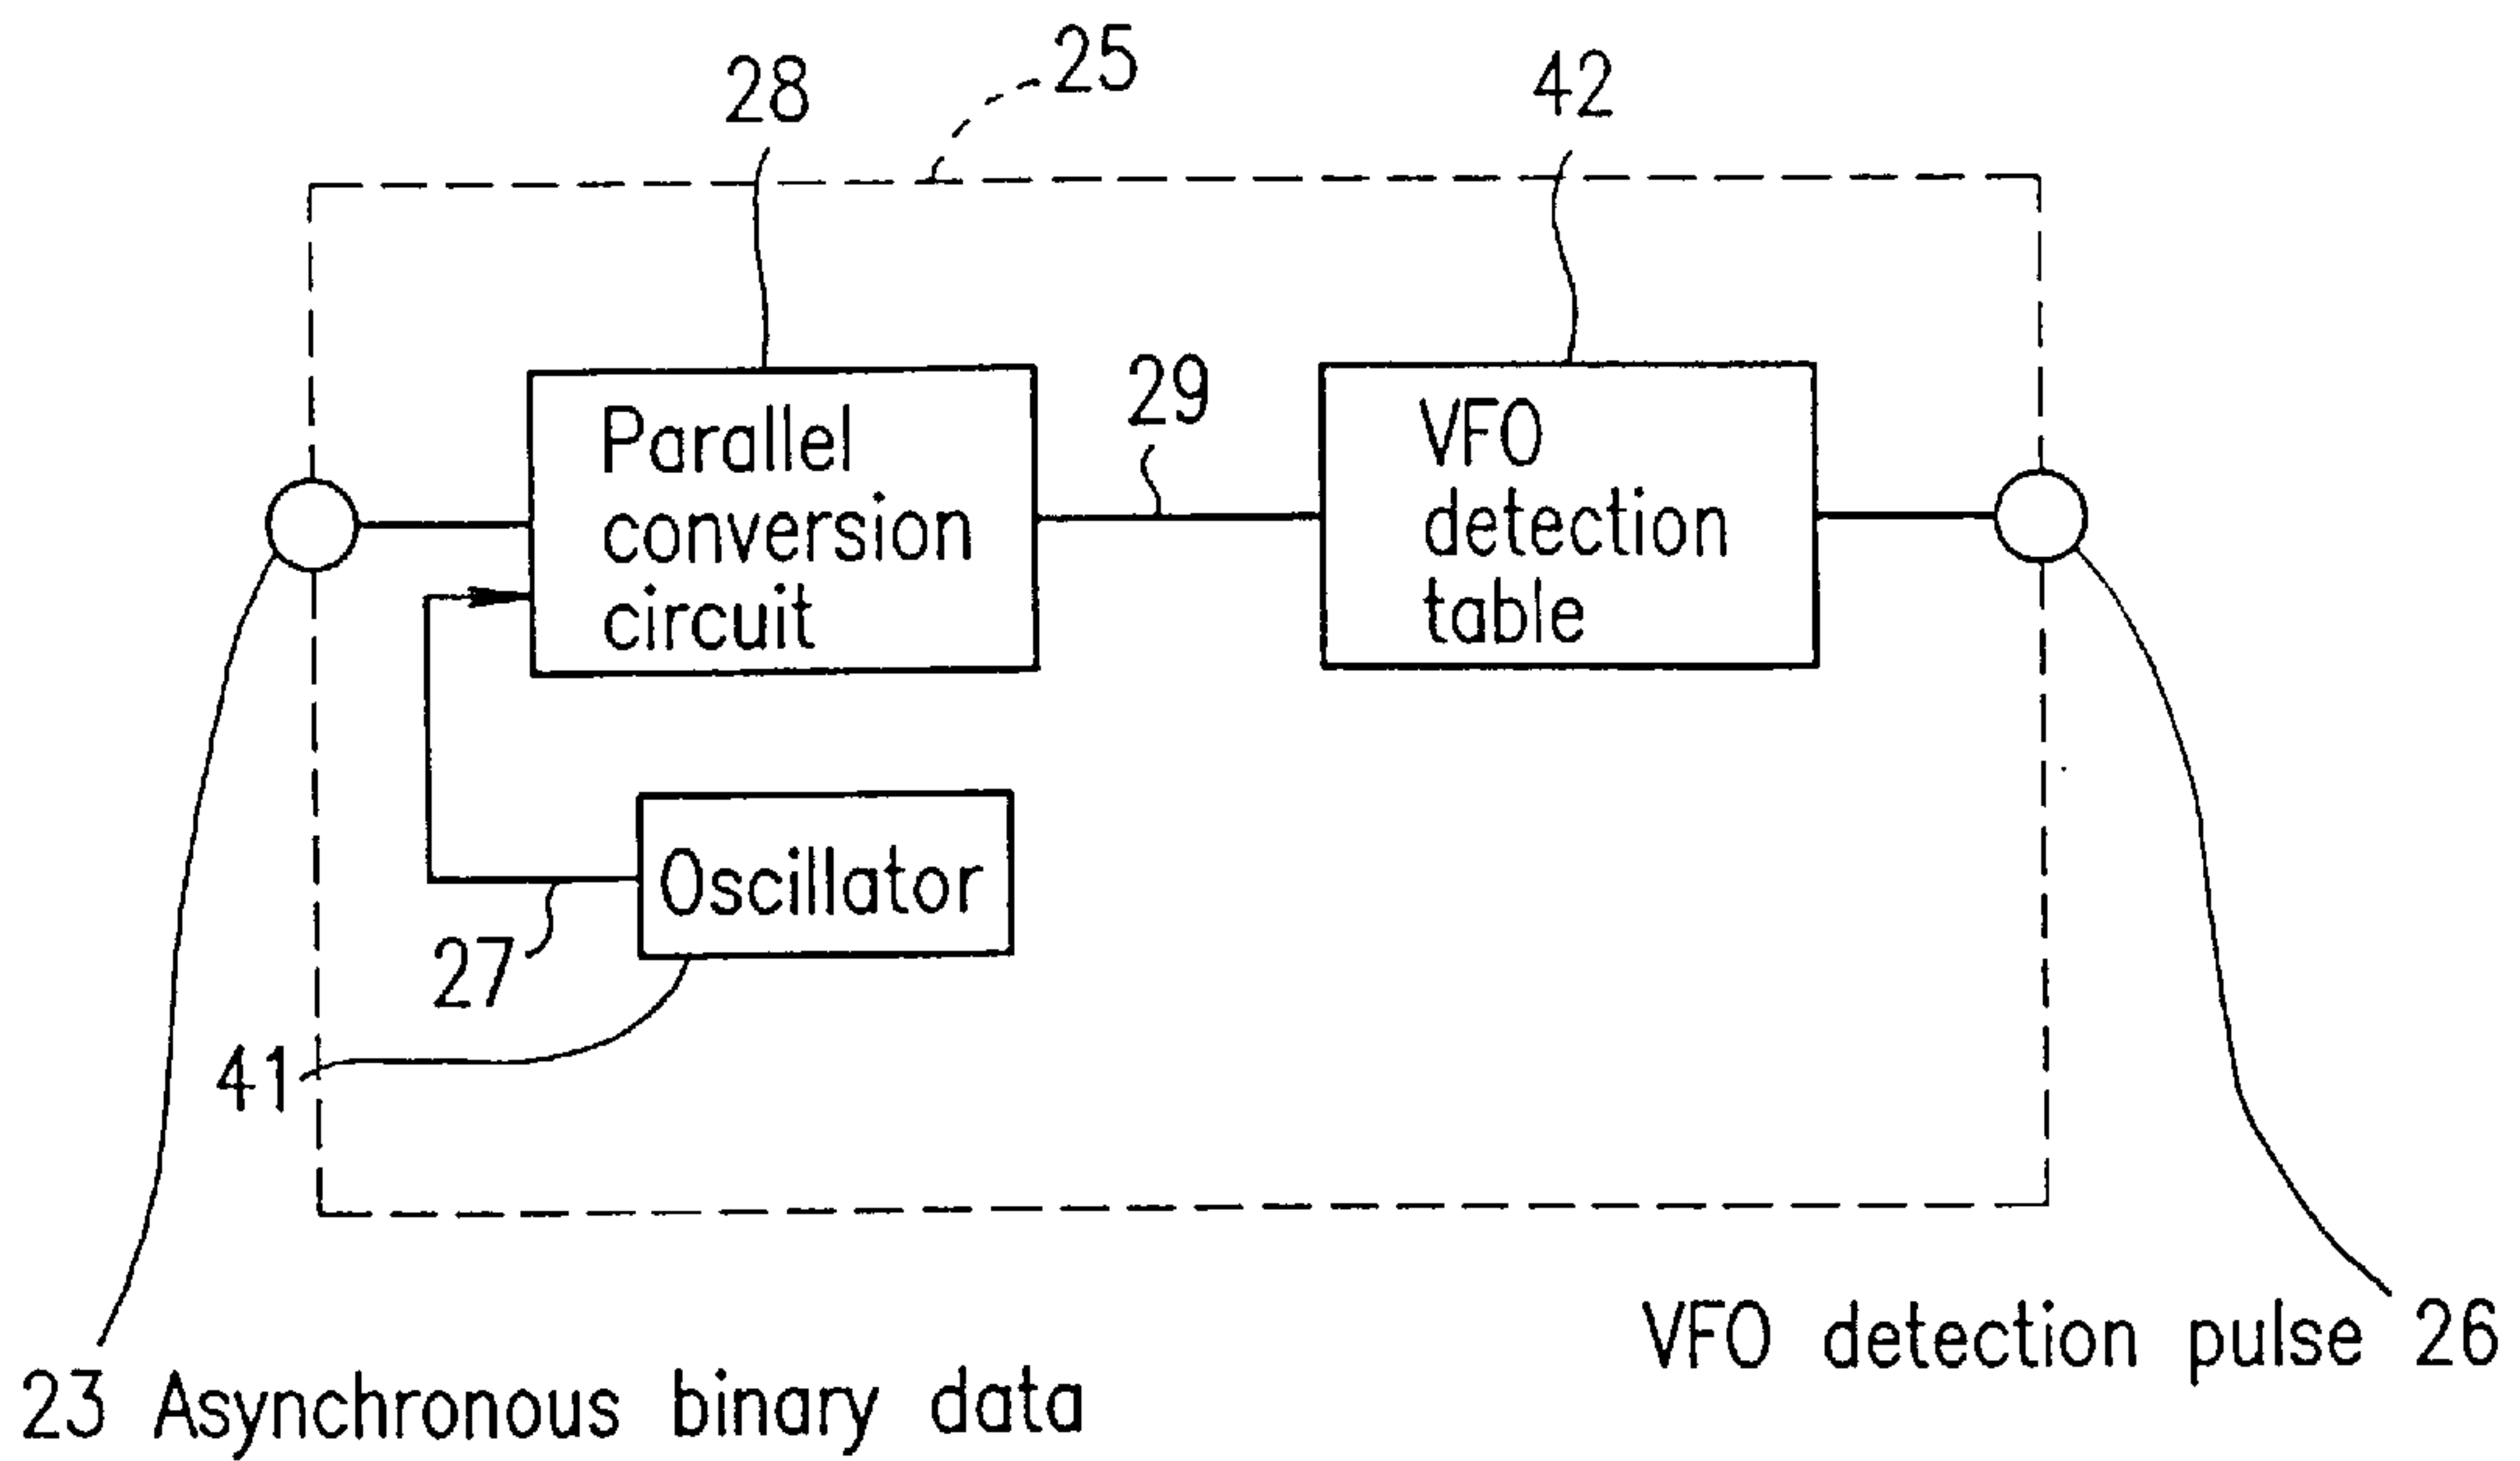 25
28
42
29
Parallel
conversion
circuit
VFO
detection
table
Oscillator
27
41
VFO detection pulse 26
23 Asynchronous binary data